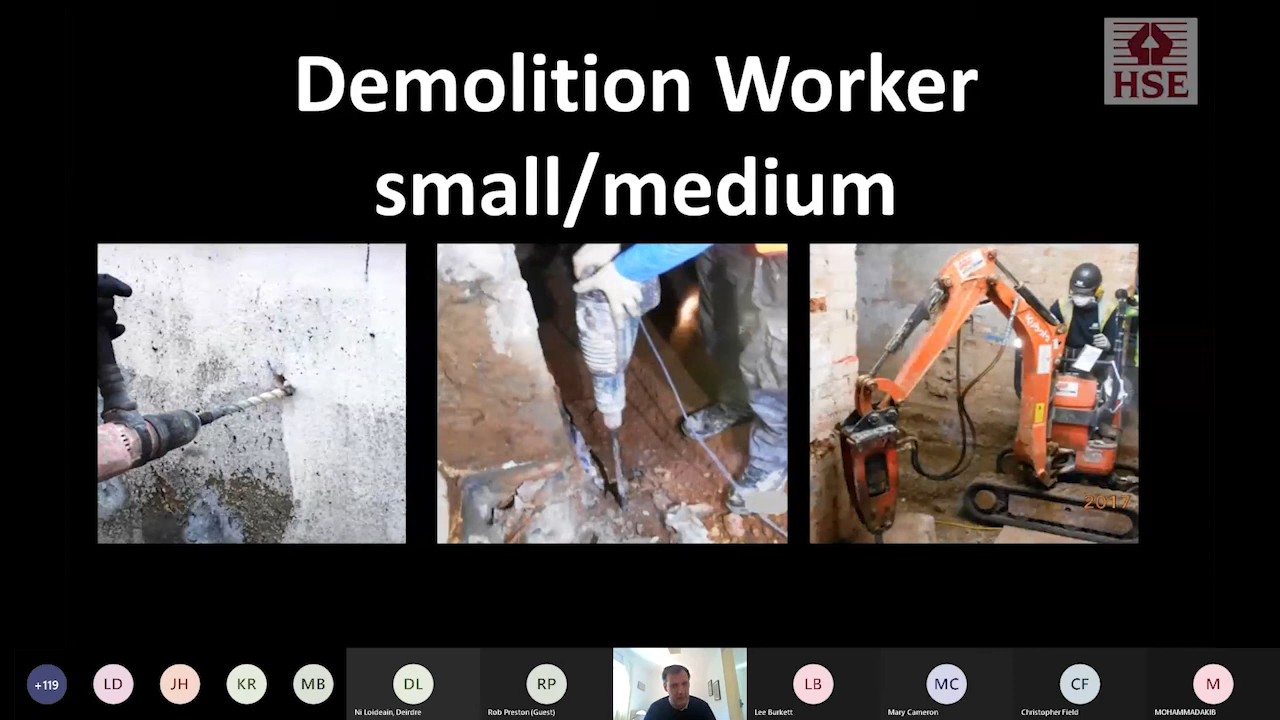 Demolition Worker
small/medium
HSE
Kubota
2017
+119
LD
JH
KR
MB
DL
RP
LB
MC
CF
M
Ni Loideain, Deirdre
Rob Preston (Guest)
Lee Burkett
Mary Cameron
Christopher Field
MOHAMMADAKIB